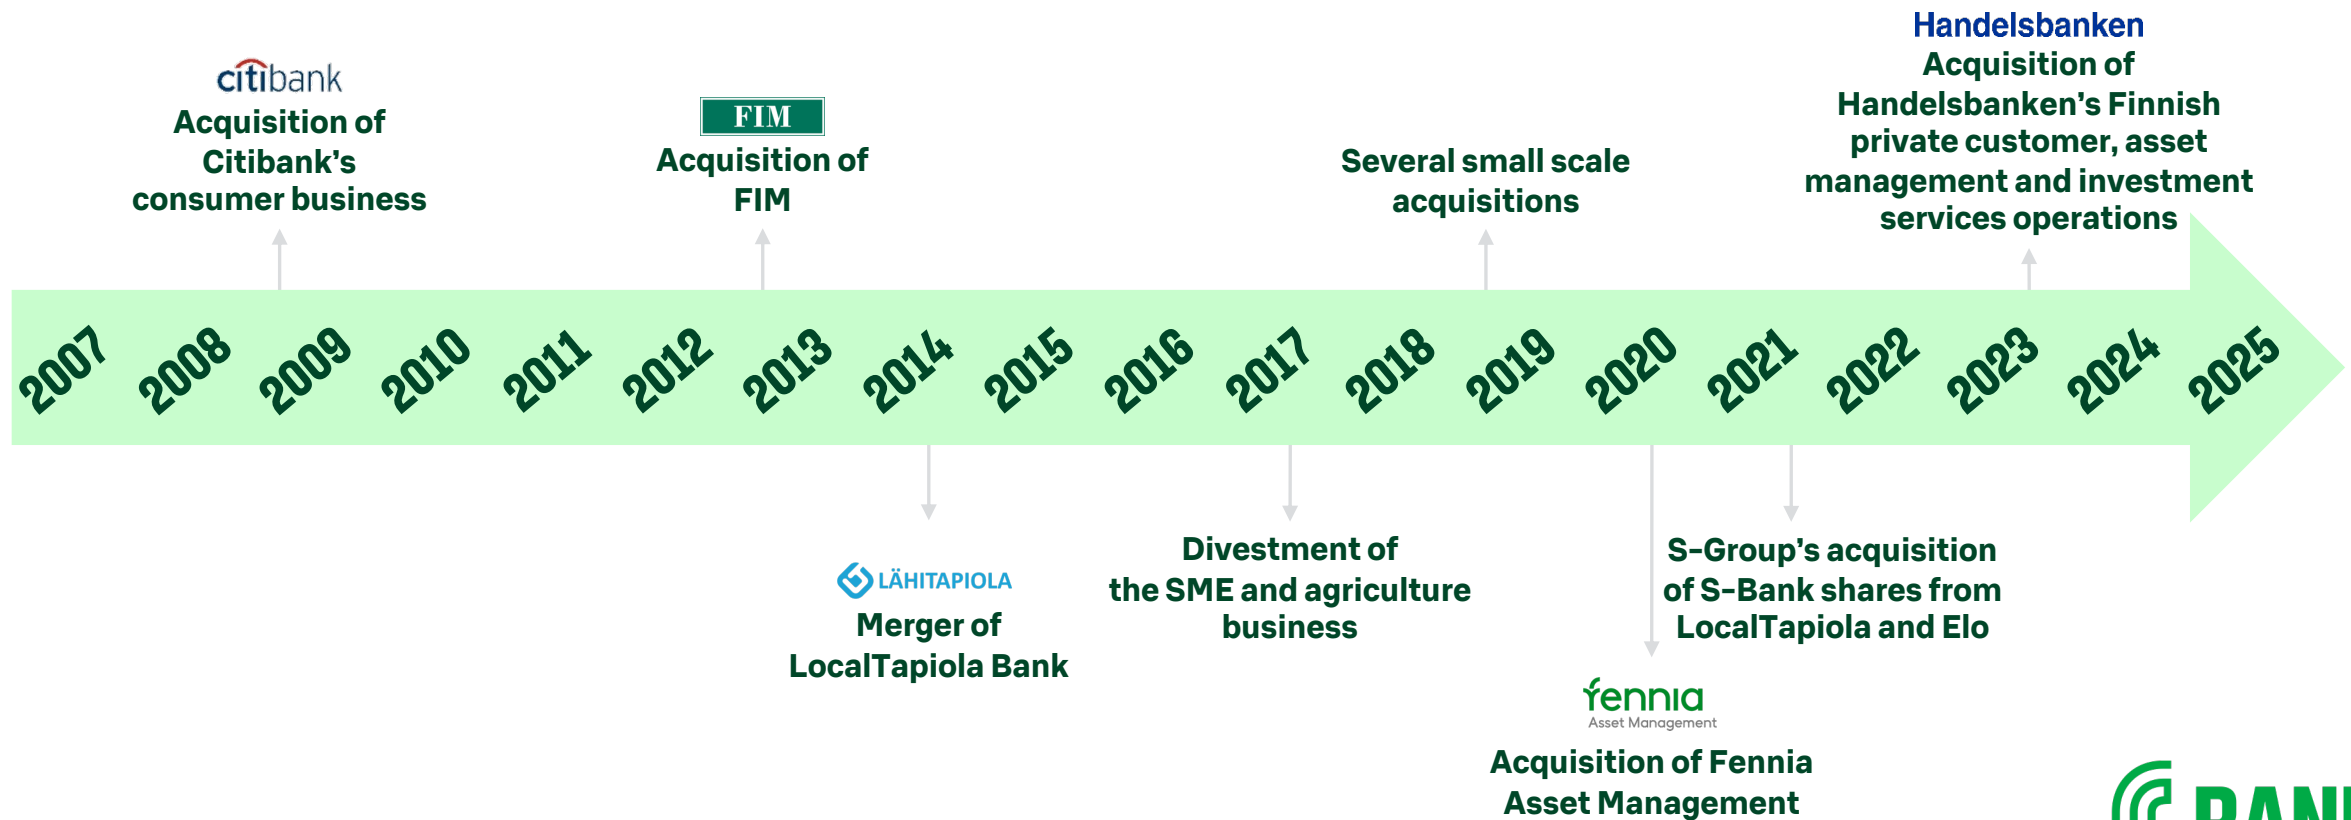 citibank
Acquisition of
Citibank’s
consumer business
FIM
Acquisition of
FIM
Several small scale
acquisitions
Handelsbanken
Acquisition of
Handelsbanken’s Finnish
private customer, asset
management and investment
services operations
2007 2008 2009 2010 2011 2012 2013 2014 2015 2016 2017 2018 2019 2020 2021 2022 2023 2024 2025
LÄHITAPIOLA
Merger of
LocalTapiola Bank
Divestment of
the SME and agriculture
business
S-Group’s acquisition
of S-Bank shares from
LocalTapiola and Elo
fennia
Asset Management
Acquisition of Fennia
Asset Management